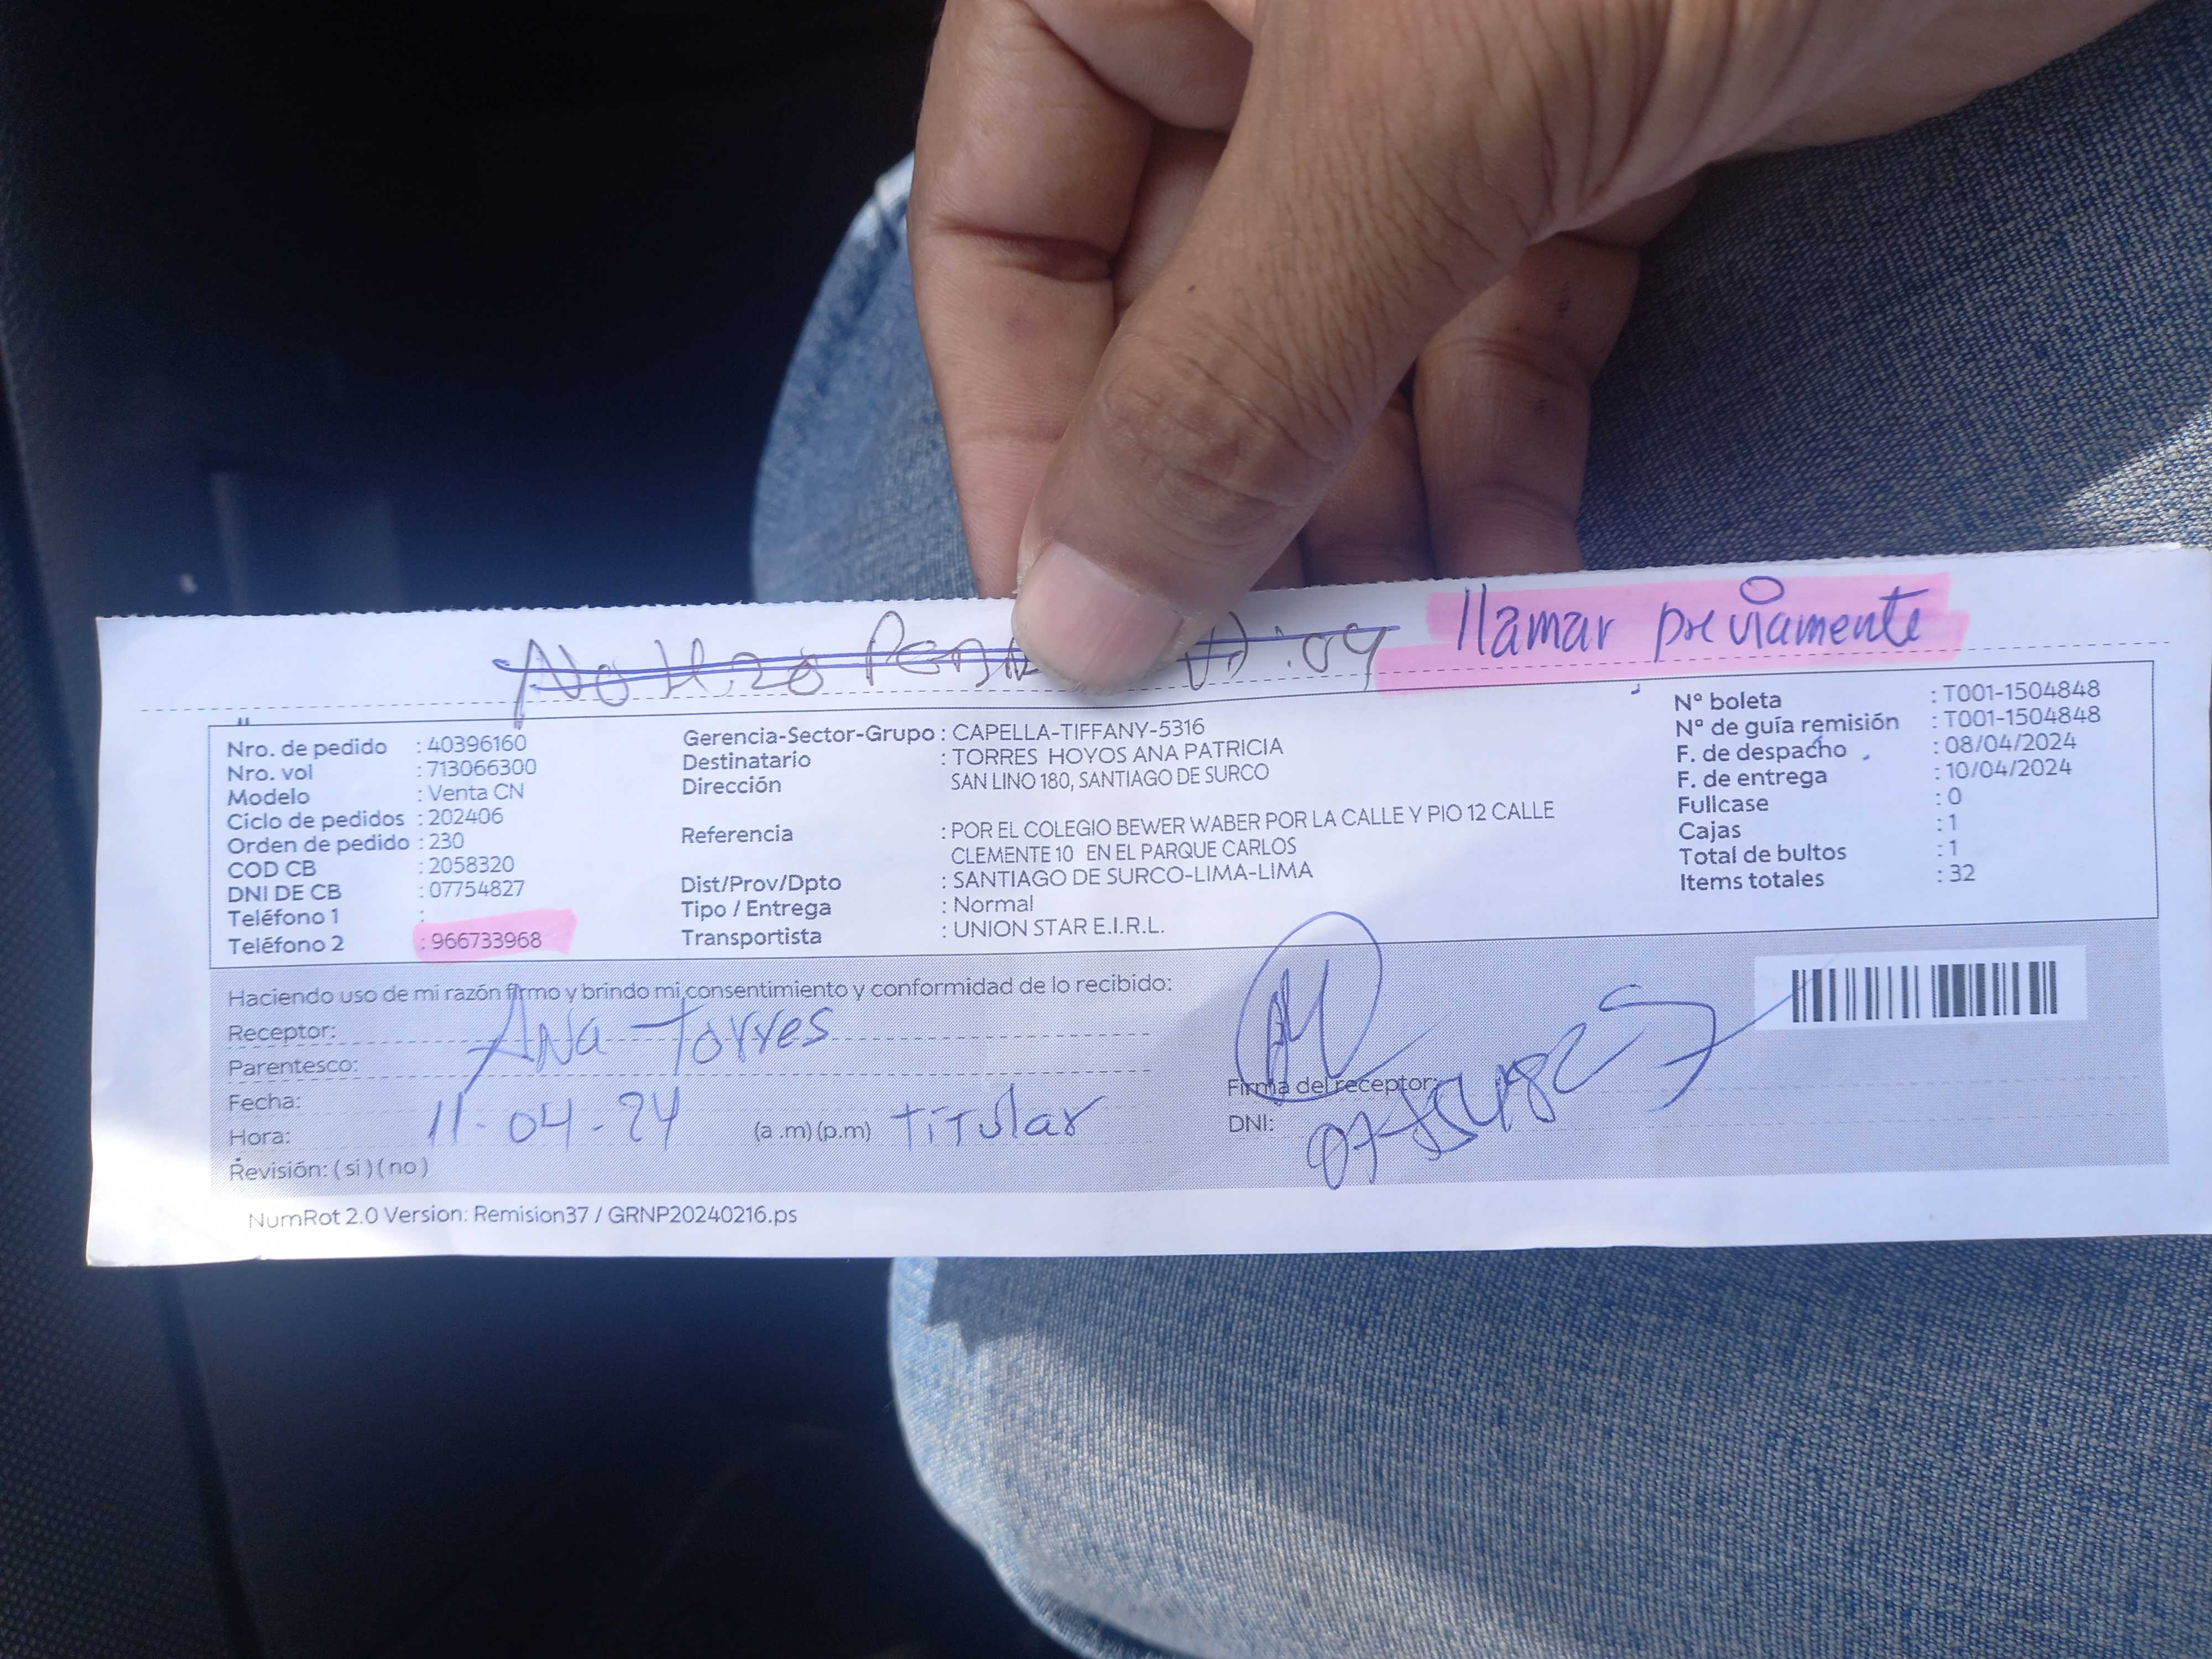 llamar previamente
Nro. de pedido : 40396160
Nro. vol : 713066300
Modelo : Venta CN
Ciclo de pedidos : 202406
Orden de pedido : 230
COD CB : 2058320
DNI DE CB : 07754827
Teléfono 1 :
Teléfono 2 : 966733968
Gerencia-Sector-Grupo : CAPELLA-TIFFANY-5316
Destinatario : TORRES HOYOS ANA PATRICIA
Dirección SAN LINO 180, SANTIAGO DE SURCO
Referencia : POR EL COLEGIO BEWER WABER POR LA CALLE Y PIO 12 CALLE
CLEMENTE 10 EN EL PARQUE CARLOS
Dist/Prov/Dpto : SANTIAGO DE SURCO-LIMA-LIMA
Tipo / Entrega : Normal
Transportista : UNION STAR E.I.R.L.
Nº boleta : T001-1504848
Nº de guía remisión : T001-1504848
F. de despacho : 08/04/2024
F. de entrega : 10/04/2024
Fullcase : 0
Cajas : 1
Total de bultos : 1
Items totales : 32
Haciendo uso de mi razón firmo y brindo mi consentimiento y conformidad de lo recibido:
Receptor: Ana Torres
Parentesco:
Fecha: 11-04-24
Hora: (a .m) (p.m) Titular
Revisión: ( si ) ( no )
Firma del receptor:
DNI:
NumRot 2.0 Version: Remision37 / GRNP20240216.ps